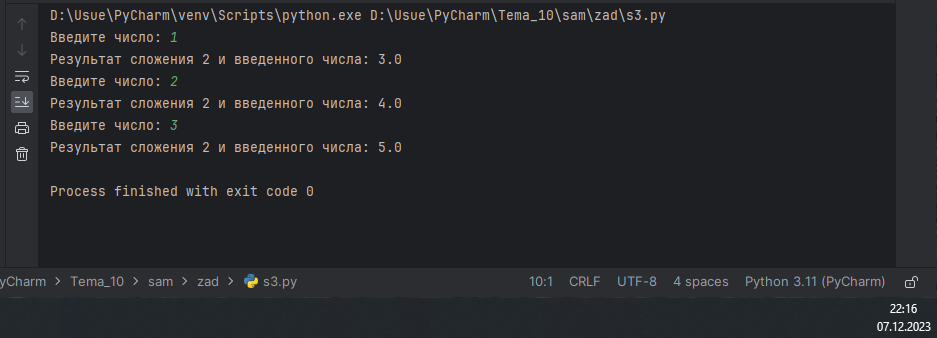 D:\Usue\PyCharm\venv\Scripts\python.exe D:\Usue\PyCharm\Tema_10\sam\zad\s3.py
Введите число: 1
Результат сложения 2 и введенного числа: 3.0
Введите число: 2
Результат сложения 2 и введенного числа: 4.0
Введите число: 3
Результат сложения 2 и введенного числа: 5.0
Process finished with exit code 0
yCharm > Tema_10 > sam > zad > s3.py 10:1 CRLF UTF-8 4 spaces Python 3.11 (PyCharm)
22:16
07.12.2023